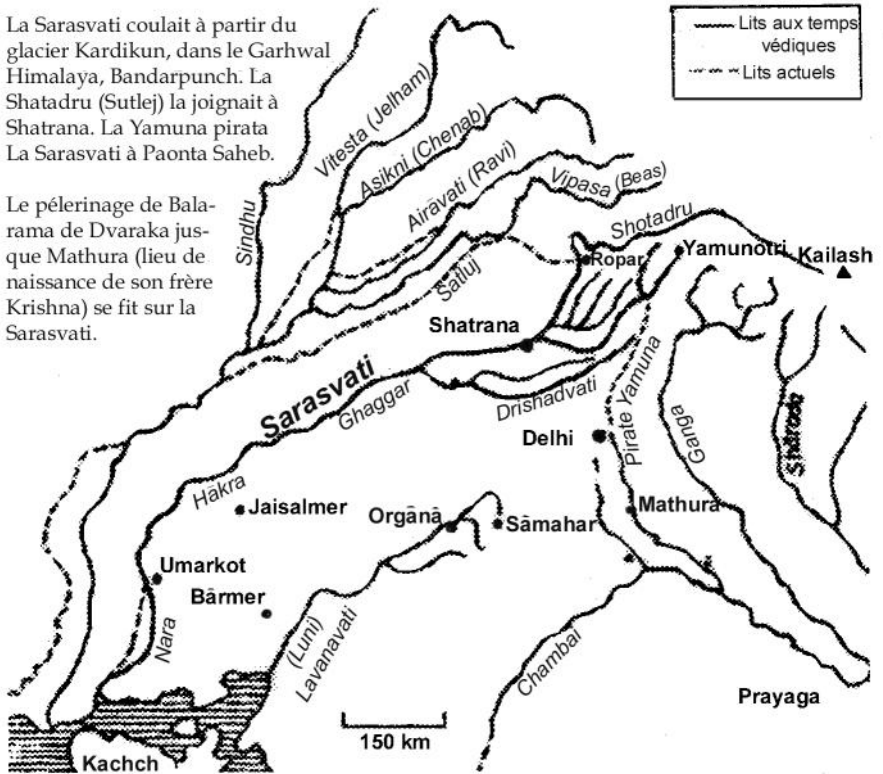 La Sarasvati coulait à partir du
glacier Kardikun, dans le Garhwal
Himalaya, Bandarpunch. La
Shatadru (Sutlej) la joignait à
Shatrana. La Yamuna pirata
La Sarasvati à Paonta Saheb.
Le pélerinage de Bala-
rama de Dvaraka jus-
que Mathura (lieu de
naissance de son frère
Krishna) se fit sur la
Sarasvati.
Lits aux temps
védiques
Lits actuels
Sindhu
Vitesta (Jelham)
Asikni (Chenab)
Airāvati (Ravi)
Vipasa (Beas)
Shotadru
Satluj
Ropar
Yamunotri
Kailash
Shatrana
Sarasvati
Ghaggar
Drishadvati
Pirate Yamuna
Ganga
Sharada
Delhi
Hākra
Jaisalmer
Orgānā
Sāmahar
Mathura
Umarkot
Bārmer
Nara
(Luni)
Lavanavati
Chambai
Prayaga
150 km
Kachch